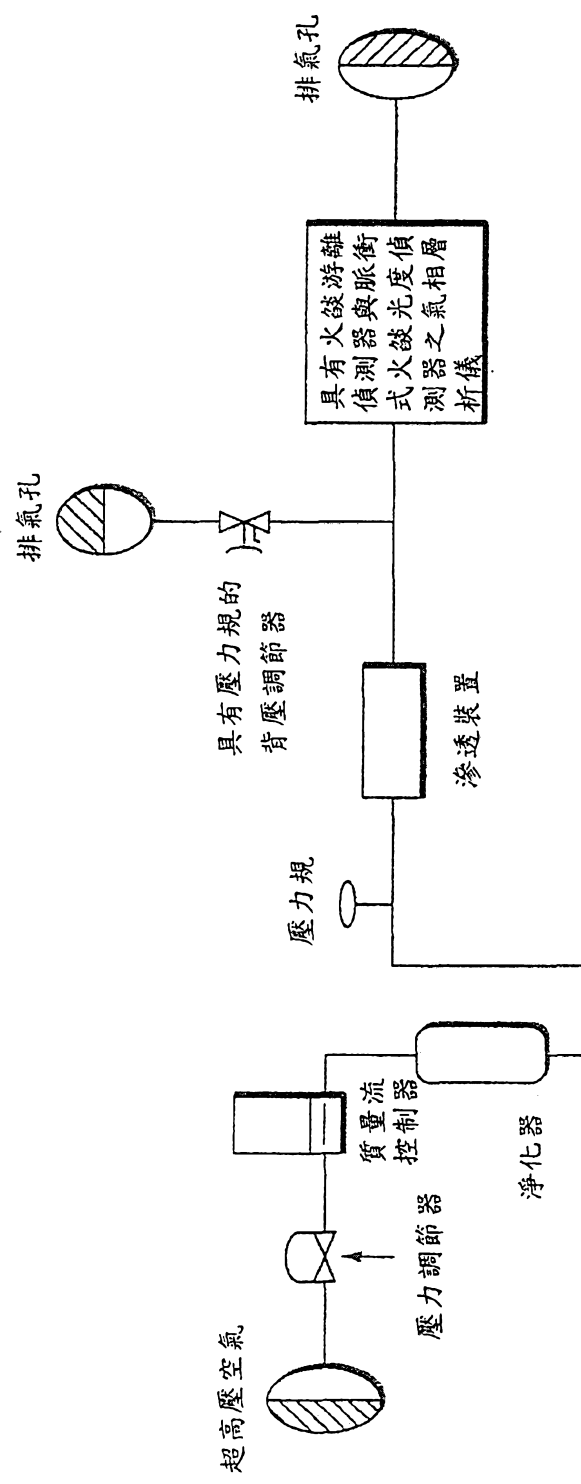 超高壓空氣
壓力調節器
質量流
控制器
淨化器
壓力規
滲透裝置
具有壓力規的
背壓調節器
排氣孔
具有火燄游離
偵測器與脈衝
式火燄光度偵
測器之氣相層
析儀
排氣孔